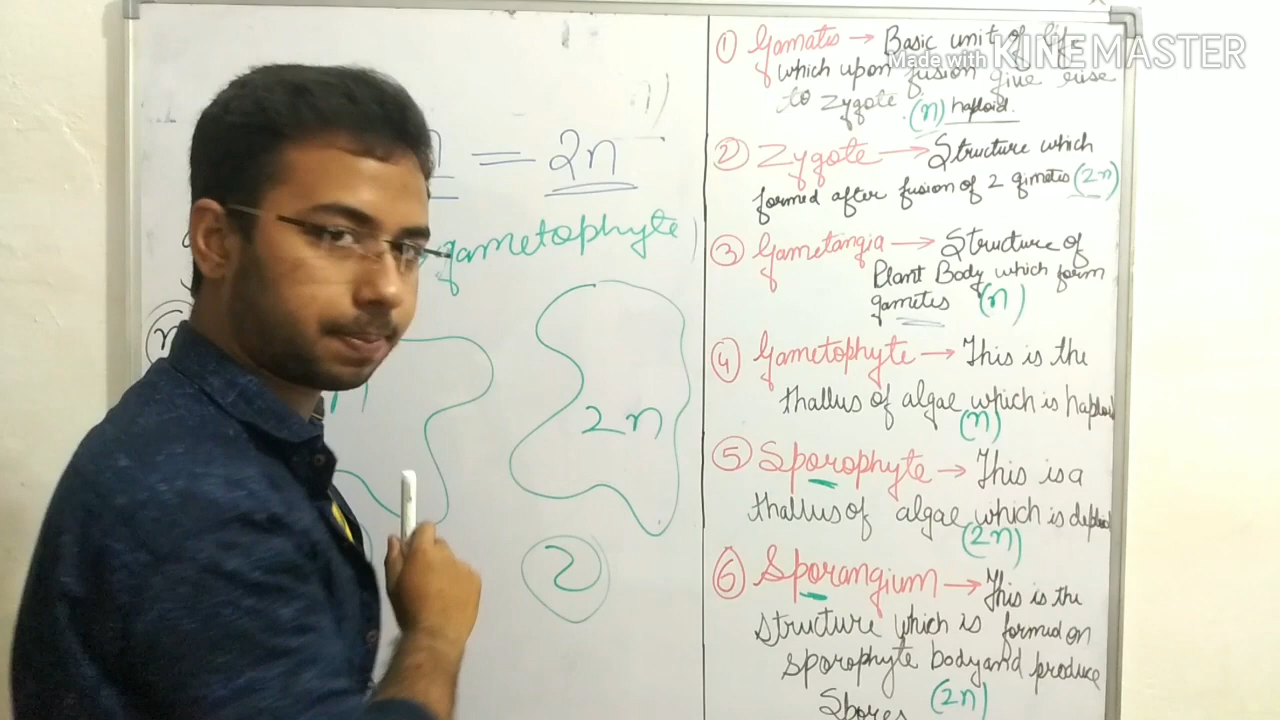 = 2n
gametophyte
(n
2n
2
① Gamatis → Basic unit of life
which upon fusion give rise
to zygote. (n) haploid.
Made with KINEMASTER
② Zygote → Structure which
formed after fusion of 2 gimatis (2n)
③ Gametangia → Structure of
Plant Body which form
gametes (n)
④ Gametophyte → This is the
thallus of algae which is haploid
(n)
⑤ Sporophyte → This is a
thallus of algae which is diploid
(2n)
⑥ Sporangium → This is the
structure which is formed on
sporophyte body and produce
Spores (2n)